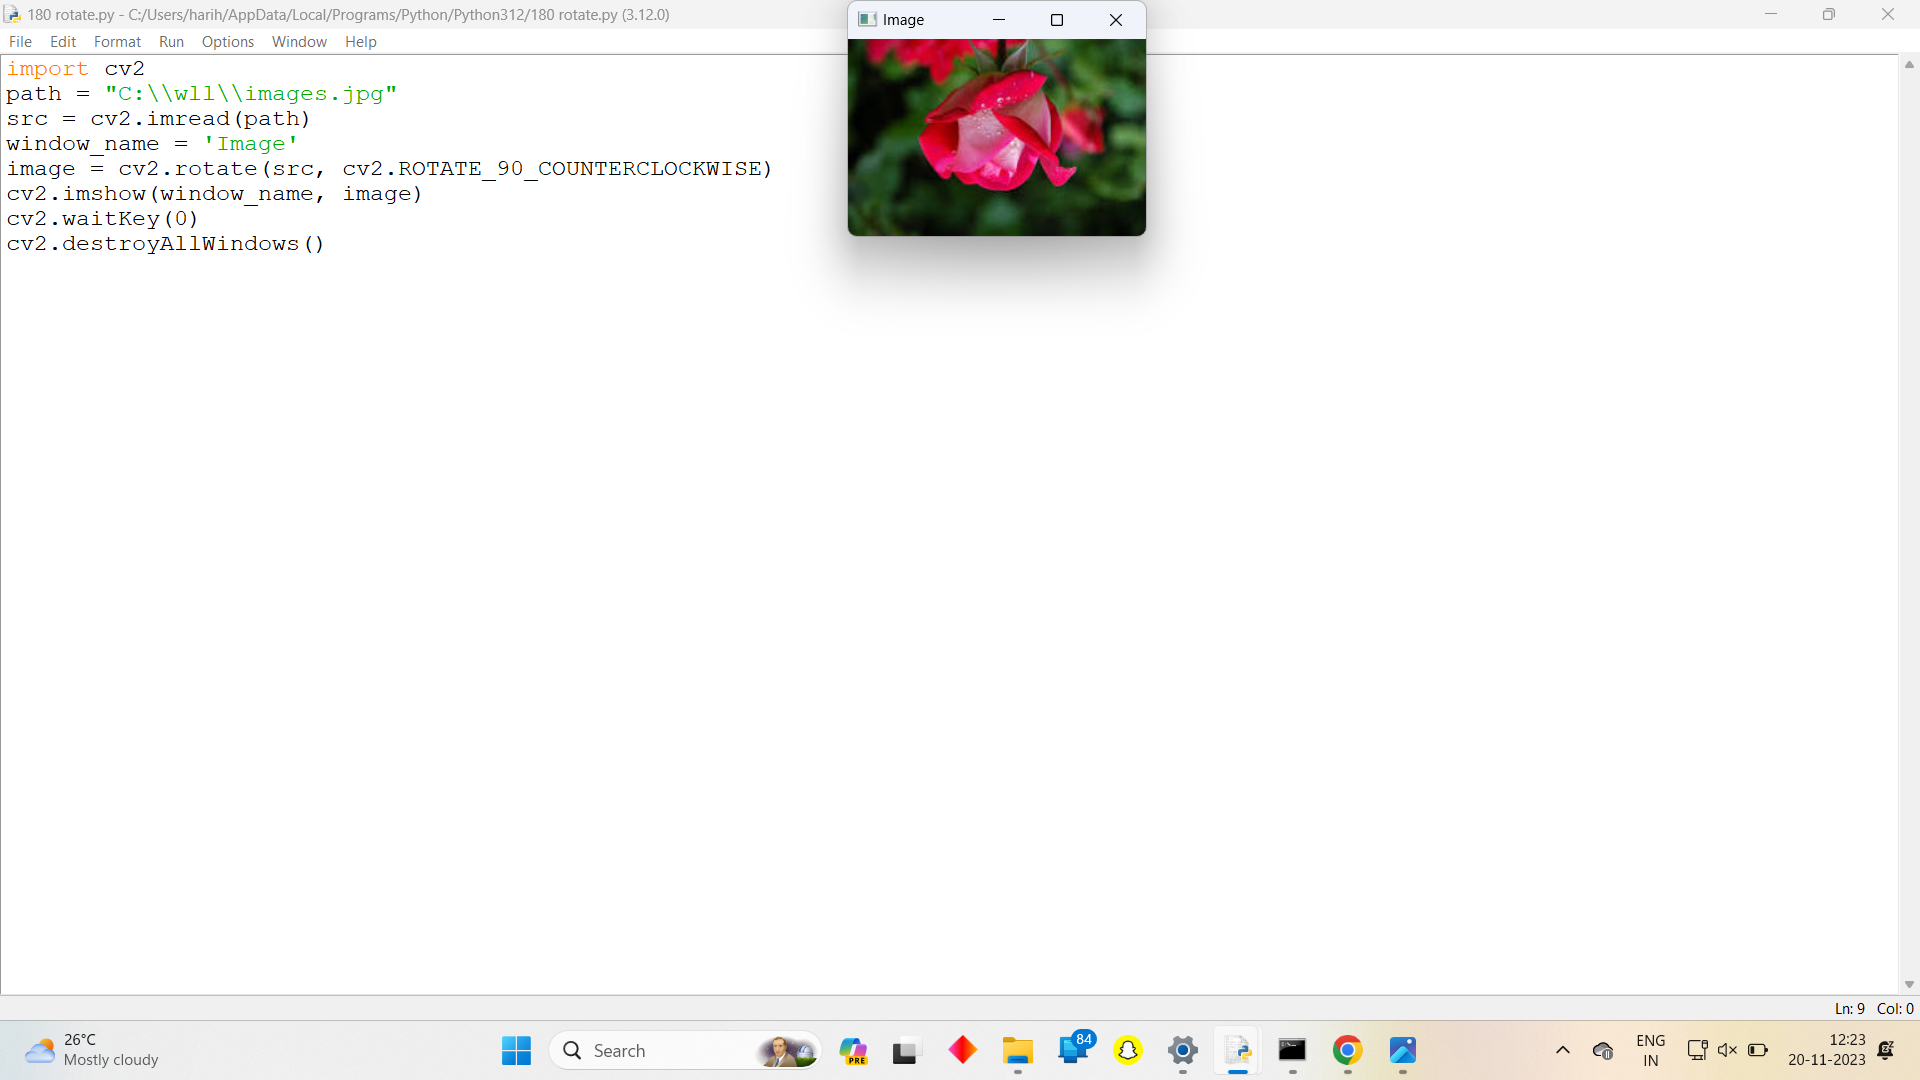 180 rotate.py - C:/Users/harih/AppData/Local/Programs/Python/Python312/180 rotate.py (3.12.0)
Image
File Edit Format Run Options Window Help
import cv2
path = "C:\\wll\\images.jpg"
src = cv2.imread(path)
window_name = 'Image'
image = cv2.rotate(src, cv2.ROTATE_90_COUNTERCLOCKWISE)
cv2.imshow(window_name, image)
cv2.waitKey(0)
cv2.destroyAllWindows()
Ln: 9 Col: 0
26°C
Mostly cloudy
Search
PRE
84
ENG
IN
12:23
20-11-2023